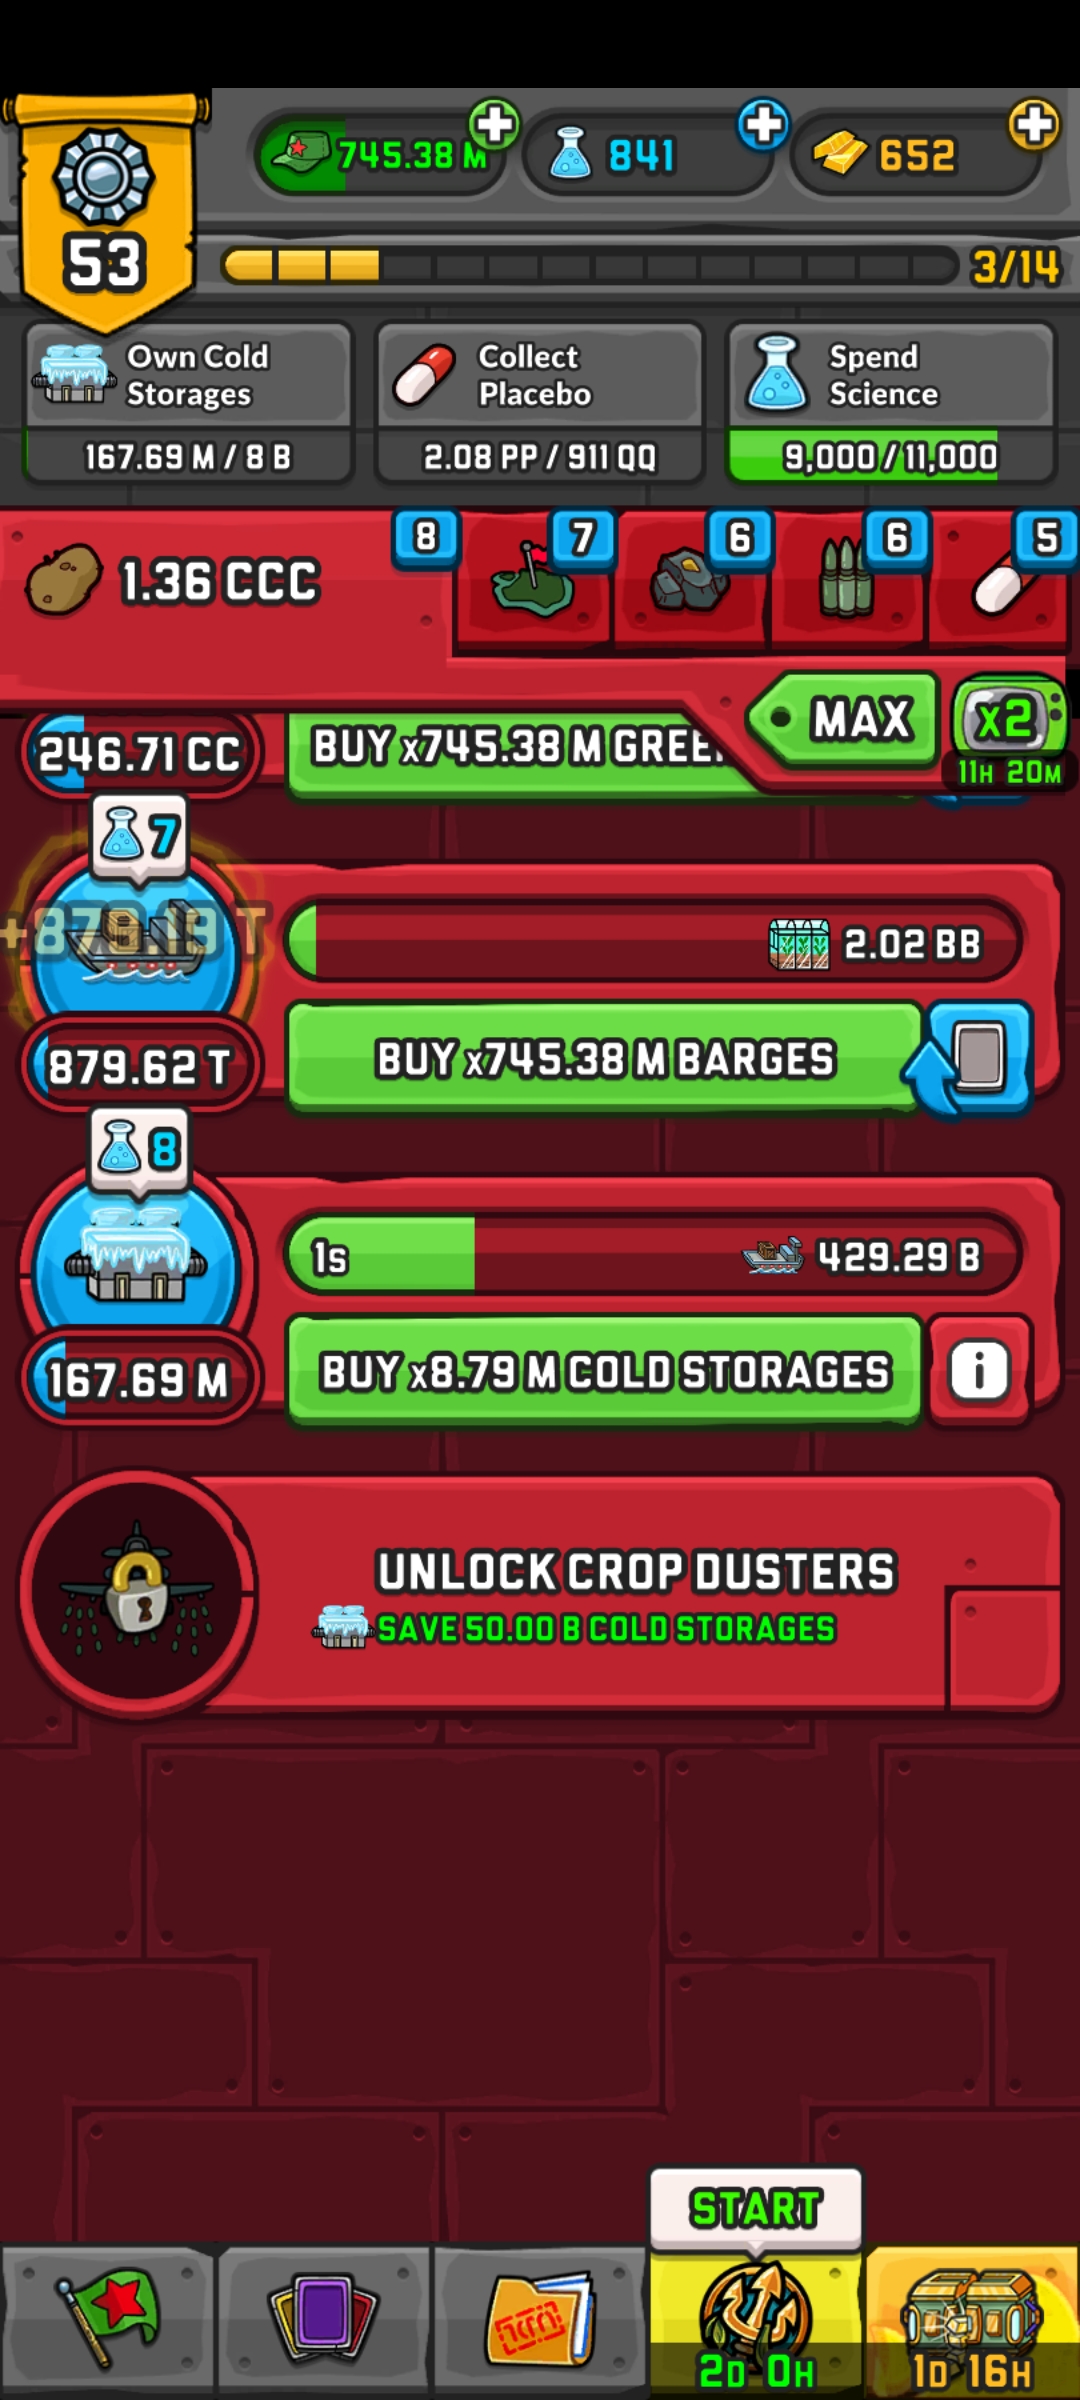 745.38 M
841
652
53
3/14
Own Cold
Storages
167.69 M / 8 B
Collect
Placebo
2.08 PP / 911 QQ
Spend
Science
9,000 / 11,000
1.36 CCC
8
7
6
6
5
MAX
x2
11H 20M
246.71 CC
BUY x745.38 M GREE
7
+879.19 T
2.02 BB
879.62 T
BUY x745.38 M BARGES
8
1s
429.29 B
167.69 M
BUY x8.79 M COLD STORAGES
i
UNLOCK CROP DUSTERS
SAVE 50.00 B COLD STORAGES
START
2D 0H
1D 16H